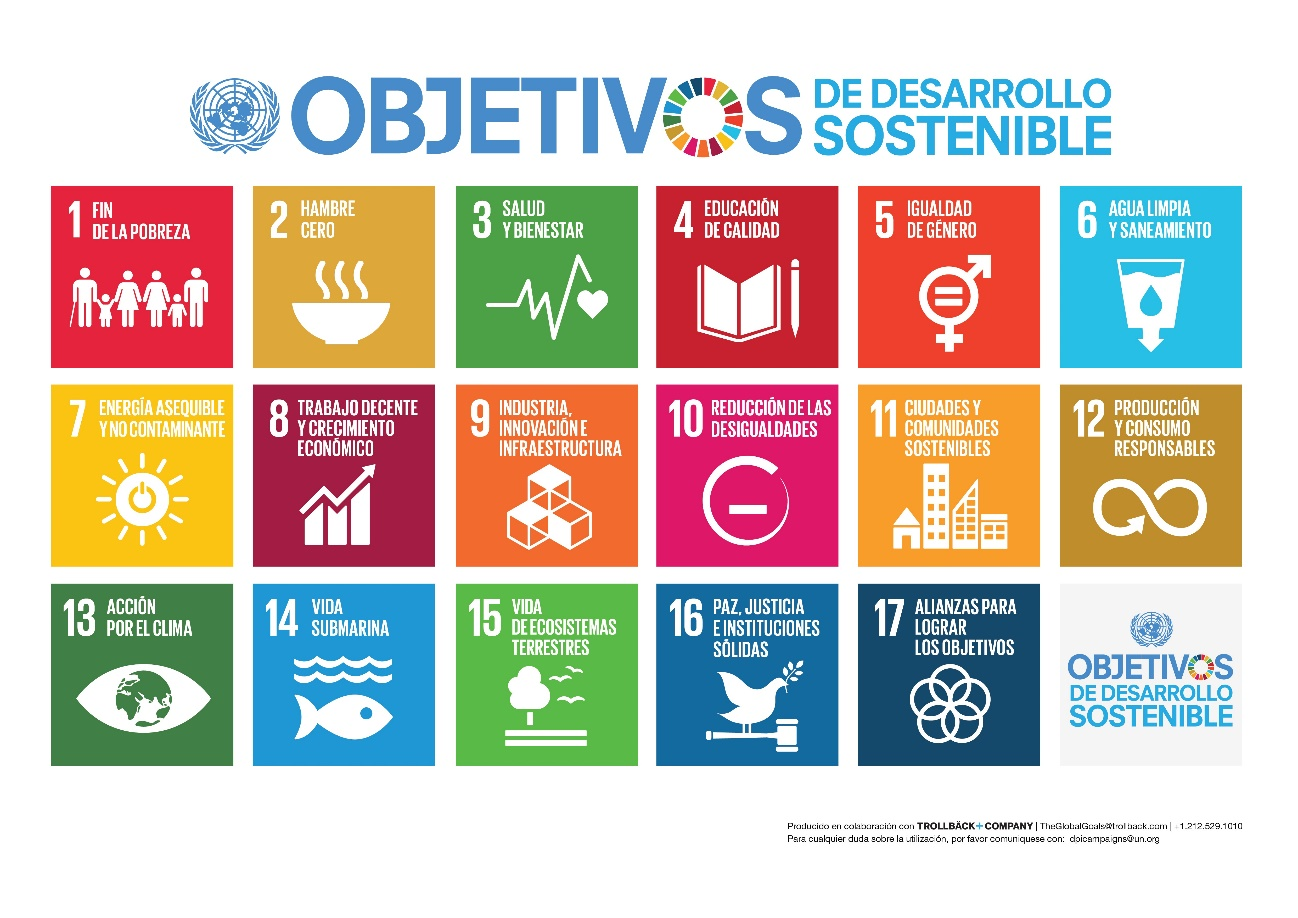 OBJETIVOS DE DESARROLLO
SOSTENIBLE
1 FIN
DE LA POBREZA
2 HAMBRE
CERO
3 SALUD
Y BIENESTAR
4 EDUCACIÓN
DE CALIDAD
5 IGUALDAD
DE GÉNERO
6 AGUA LIMPIA
Y SANEAMIENTO
7 ENERGÍA ASEQUIBLE
Y NO CONTAMINANTE
8 TRABAJO DECENTE
Y CRECIMIENTO
ECONÓMICO
9 INDUSTRIA,
INNOVACIÓN E
INFRAESTRUCTURA
10 REDUCCIÓN DE LAS
DESIGUALDADES
11 CIUDADES Y
COMUNIDADES
SOSTENIBLES
12 PRODUCCIÓN
Y CONSUMO
RESPONSABLES
13 ACCIÓN
POR EL CLIMA
14 VIDA
SUBMARINA
15 VIDA
DE ECOSISTEMAS
TERRESTRES
16 PAZ, JUSTICIA
E INSTITUCIONES
SÓLIDAS
17 ALIANZAS PARA
LOGRAR
LOS OBJETIVOS
OBJETIVOS
DE DESARROLLO
SOSTENIBLE
Producido en colaboración con TROLLBÄCK+COMPANY | TheGlobalGoals@trollback.com | +1.212.529.1010
Para cualquier duda sobre la utilización, por favor comuniquese con: dpicampaigns@un.org